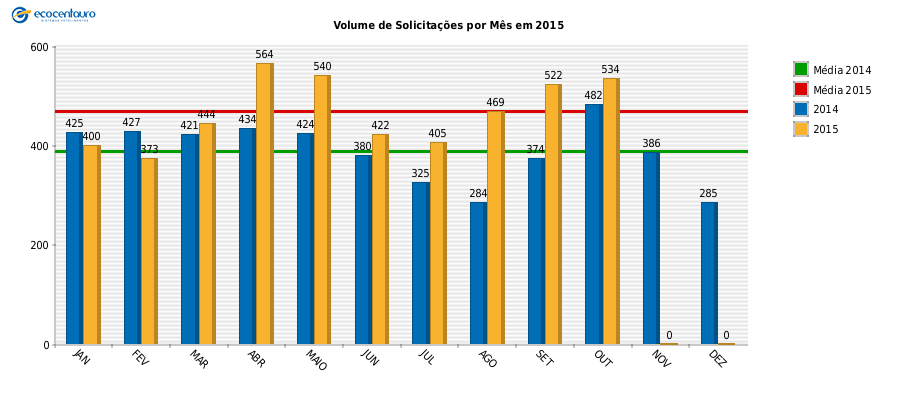 ecocentauro
Volume de Solicitações por Mês em 2015
600
400
200
0
425
400
427
373
421
444
434
564
424
540
380
422
325
405
284
469
374
522
482
534
386
0
285
0
JAN
FEV
MAR
ABR
MAIO
JUN
JUL
AGO
SET
OUT
NOV
DEZ
Média 2014
Média 2015
2014
2015